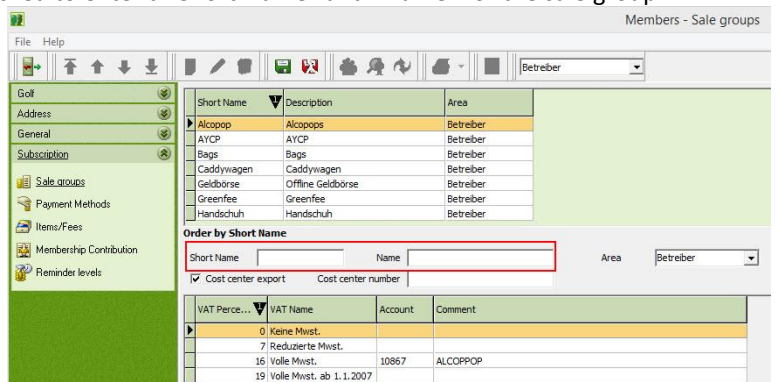 Members - Sale groups
File Help
Betreiber
Golf
Address
General
Subscription
Sale groups
Payment Methods
Items/Fees
Membership Contribution
Reminder levels
Short Name Description Area
Alcopop Alcopops Betreiber
AYCP AYCP Betreiber
Bags Bags Betreiber
Caddywagen Caddywagen Betreiber
Geldbörse Offline Geldbörse Betreiber
Greenfee Greenfee Betreiber
Handschuh Handschuh Betreiber
Order by Short Name
Short Name Name Area Betreiber
Cost center export Cost center number
VAT Perce... VAT Name Account Comment
0 Keine Mwst.
7 Reduzierte Mwst.
16 Volle Mwst. 10867 ALCOPPOP
19 Volle Mwst. ab 1.1.2007